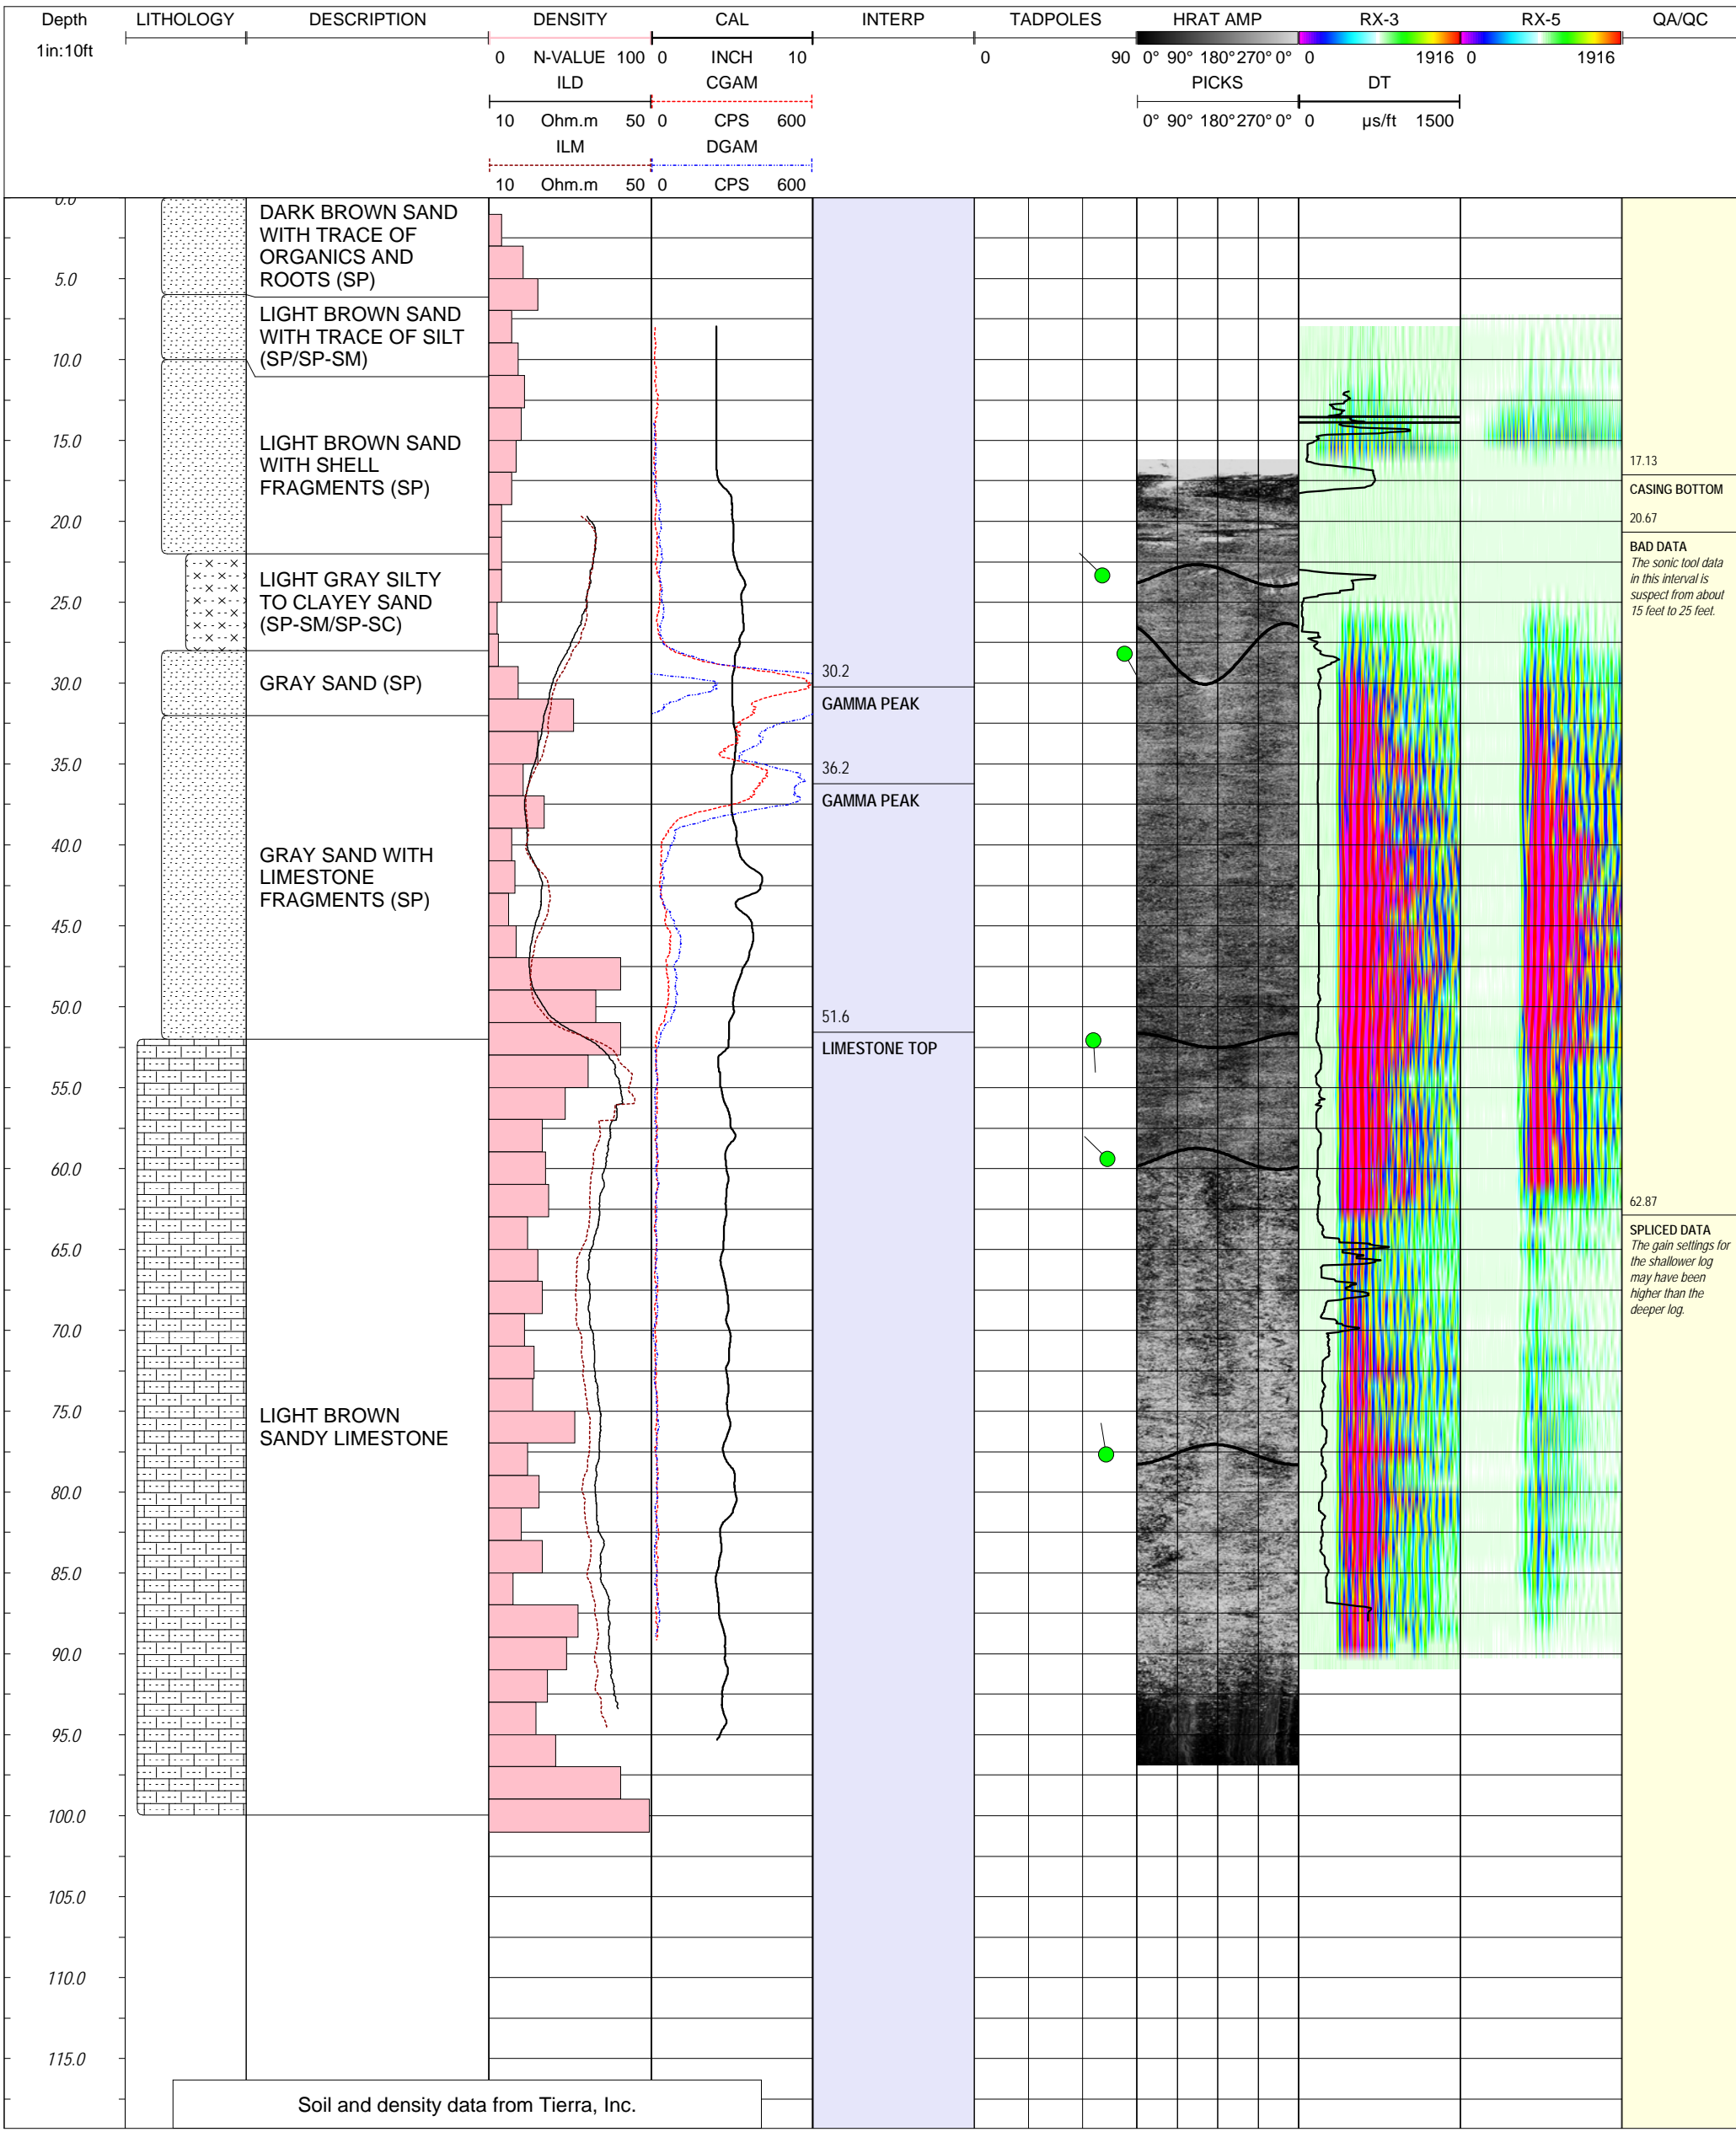 Depth LITHOLOGY DESCRIPTION DENSITY CAL INTERP TADPOLES HRAT AMP RX-3 RX-5 QA/QC
1in:10ft 0 N-VALUE 100 0 INCH 10 0 90 0° 90° 180° 270° 0° 0 1916 0 1916
ILD CGAM PICKS DT
10 Ohm.m 50 0 CPS 600 0° 90° 180° 270° 0° 0 µs/ft 1500
ILM DGAM
10 Ohm.m 50 0 CPS 600
0.0
DARK BROWN SAND
WITH TRACE OF
ORGANICS AND
ROOTS (SP)
5.0
LIGHT BROWN SAND
WITH TRACE OF SILT
(SP/SP-SM)
10.0
LIGHT BROWN SAND
WITH SHELL
FRAGMENTS (SP)
15.0
17.13
CASING BOTTOM
20.0
20.67
BAD DATA
The sonic tool data
in this interval is
suspect from about
15 feet to 25 feet.
LIGHT GRAY SILTY
TO CLAYEY SAND
(SP-SM/SP-SC)
25.0
GRAY SAND (SP)
30.0
30.2
GAMMA PEAK
35.0
36.2
GAMMA PEAK
40.0
GRAY SAND WITH
LIMESTONE
FRAGMENTS (SP)
45.0
50.0
51.6
LIMESTONE TOP
55.0
60.0
62.87
SPLICED DATA
The gain settings for
the shallower log
may have been
higher than the
deeper log.
65.0
70.0
75.0
LIGHT BROWN
SANDY LIMESTONE
80.0
85.0
90.0
95.0
100.0
105.0
110.0
115.0
Soil and density data from Tierra, Inc.